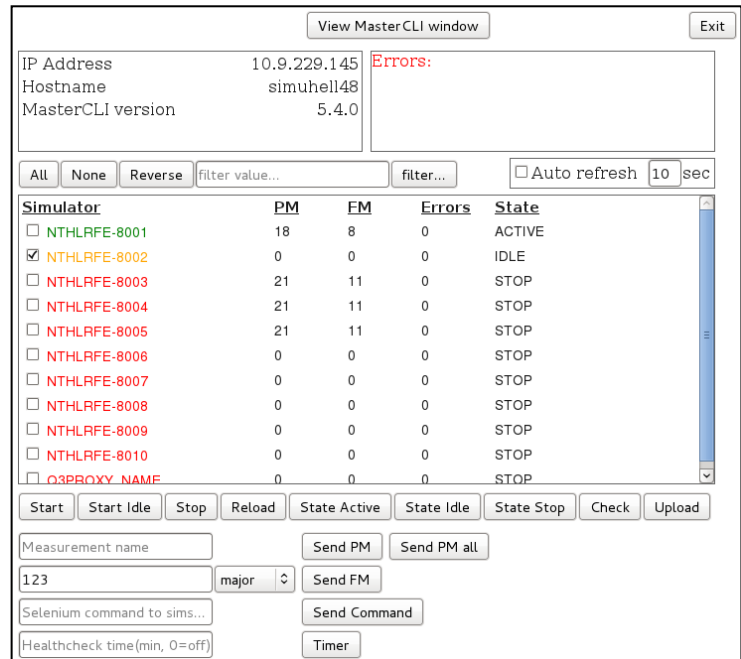 View MasterCLI window Exit
IP Address 10.9.229.145
Hostname simuhell48
MasterCLI version 5.4.0
Errors:
All None Reverse filter value... filter... Auto refresh 10 sec
Simulator PM FM Errors State
NTHLRFE-8001 18 8 0 ACTIVE
NTHLRFE-8002 0 0 0 IDLE
NTHLRFE-8003 21 11 0 STOP
NTHLRFE-8004 21 11 0 STOP
NTHLRFE-8005 21 11 0 STOP
NTHLRFE-8006 0 0 0 STOP
NTHLRFE-8007 0 0 0 STOP
NTHLRFE-8008 0 0 0 STOP
NTHLRFE-8009 0 0 0 STOP
NTHLRFE-8010 0 0 0 STOP
Q3PROXY_NAME 0 0 0 STOP
Start Start Idle Stop Reload State Active State Idle State Stop Check Upload
Measurement name Send PM Send PM all
123 major Send FM
Selenium command to sims... Send Command
Healthcheck time(min, 0=off) Timer